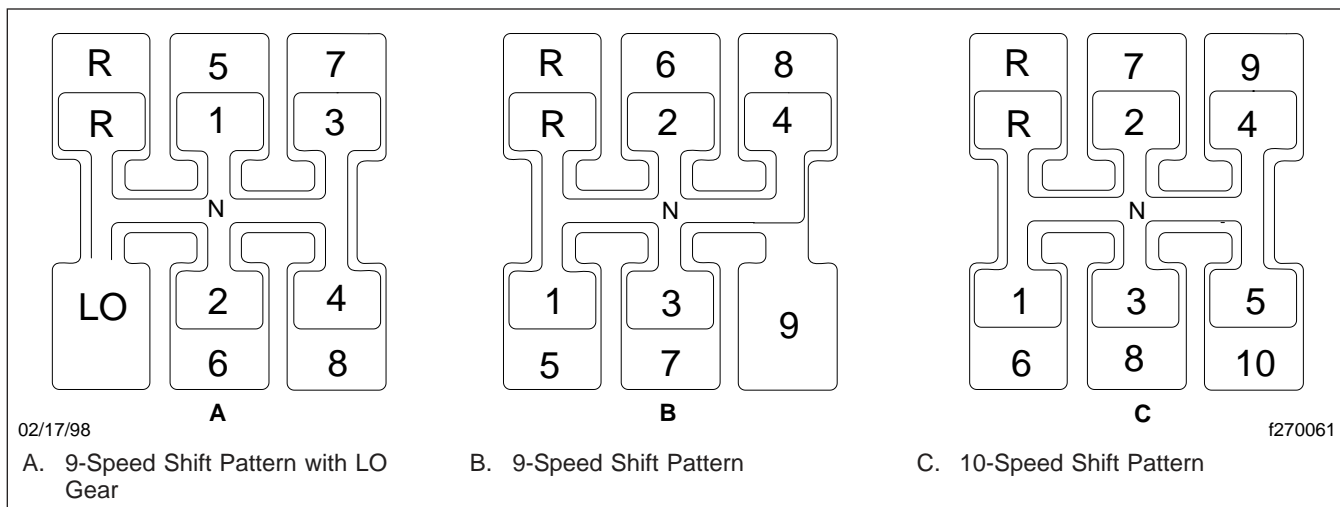 R 5 7 R 6 8 R 7 9
R 1 3 R 2 4 R 2 4
N N N
LO 2 4 1 3 9 1 3 5
6 8 5 7 6 8 10
A B C
02/17/98 f270061
A. 9-Speed Shift Pattern with LO Gear
B. 9-Speed Shift Pattern
C. 10-Speed Shift Pattern